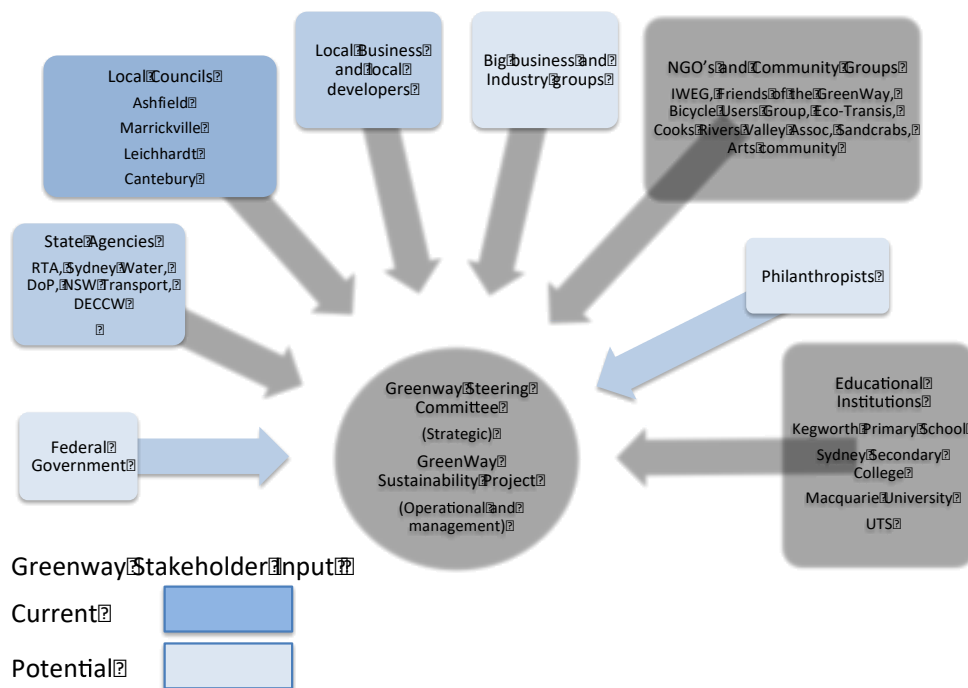 Local Councils
Ashfield
Marrickville
Leichhardt
Cantebury
Local Business
and local
developers
Big business and
Industry groups
NGO's and Community Groups
IWEG, Friends of the GreenWay,
Bicycle Users Group, Eco-Transis,
Cooks Rivers Valley Assoc, Sandcrabs,
Arts community
State Agencies
RTA, Sydney Water,
DoP, NSW Transport,
DECCW
Philanthropists
Federal
Government
Greenway Steering
Committee
(Strategic)
GreenWay
Sustainability Project
(Operational and
management)
Educational
Institutions
Kegworth Primary School
Sydney Secondary
College
Macquarie University
UTS
Greenway Stakeholder Input
Current
Potential